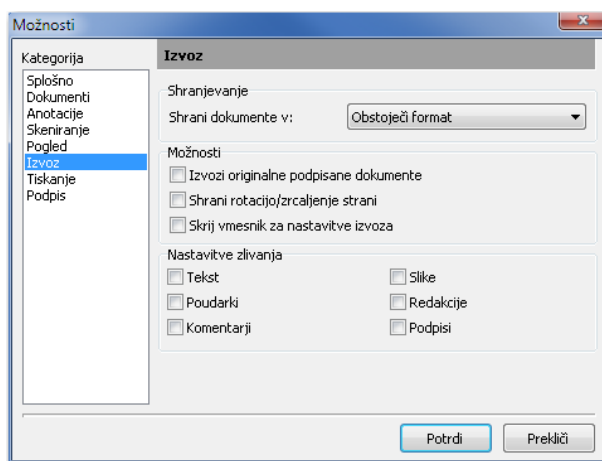 Možnosti
Kategorija
Splošno
Dokumenti
Anotacije
Skeniranje
Pogled
Izvoz
Tiskanje
Podpis
Izvoz
Shranjevanje
Shrani dokumente v: Obstoječi format
Možnosti
Izvozi originalne podpisane dokumente
Shrani rotacijo/zrcaljenje strani
Skrij vmesnik za nastavitve izvoza
Nastavitve zlivanja
Tekst Slike
Poudarki Redakcije
Komentarji Podpisi
Potrdi Prekliči